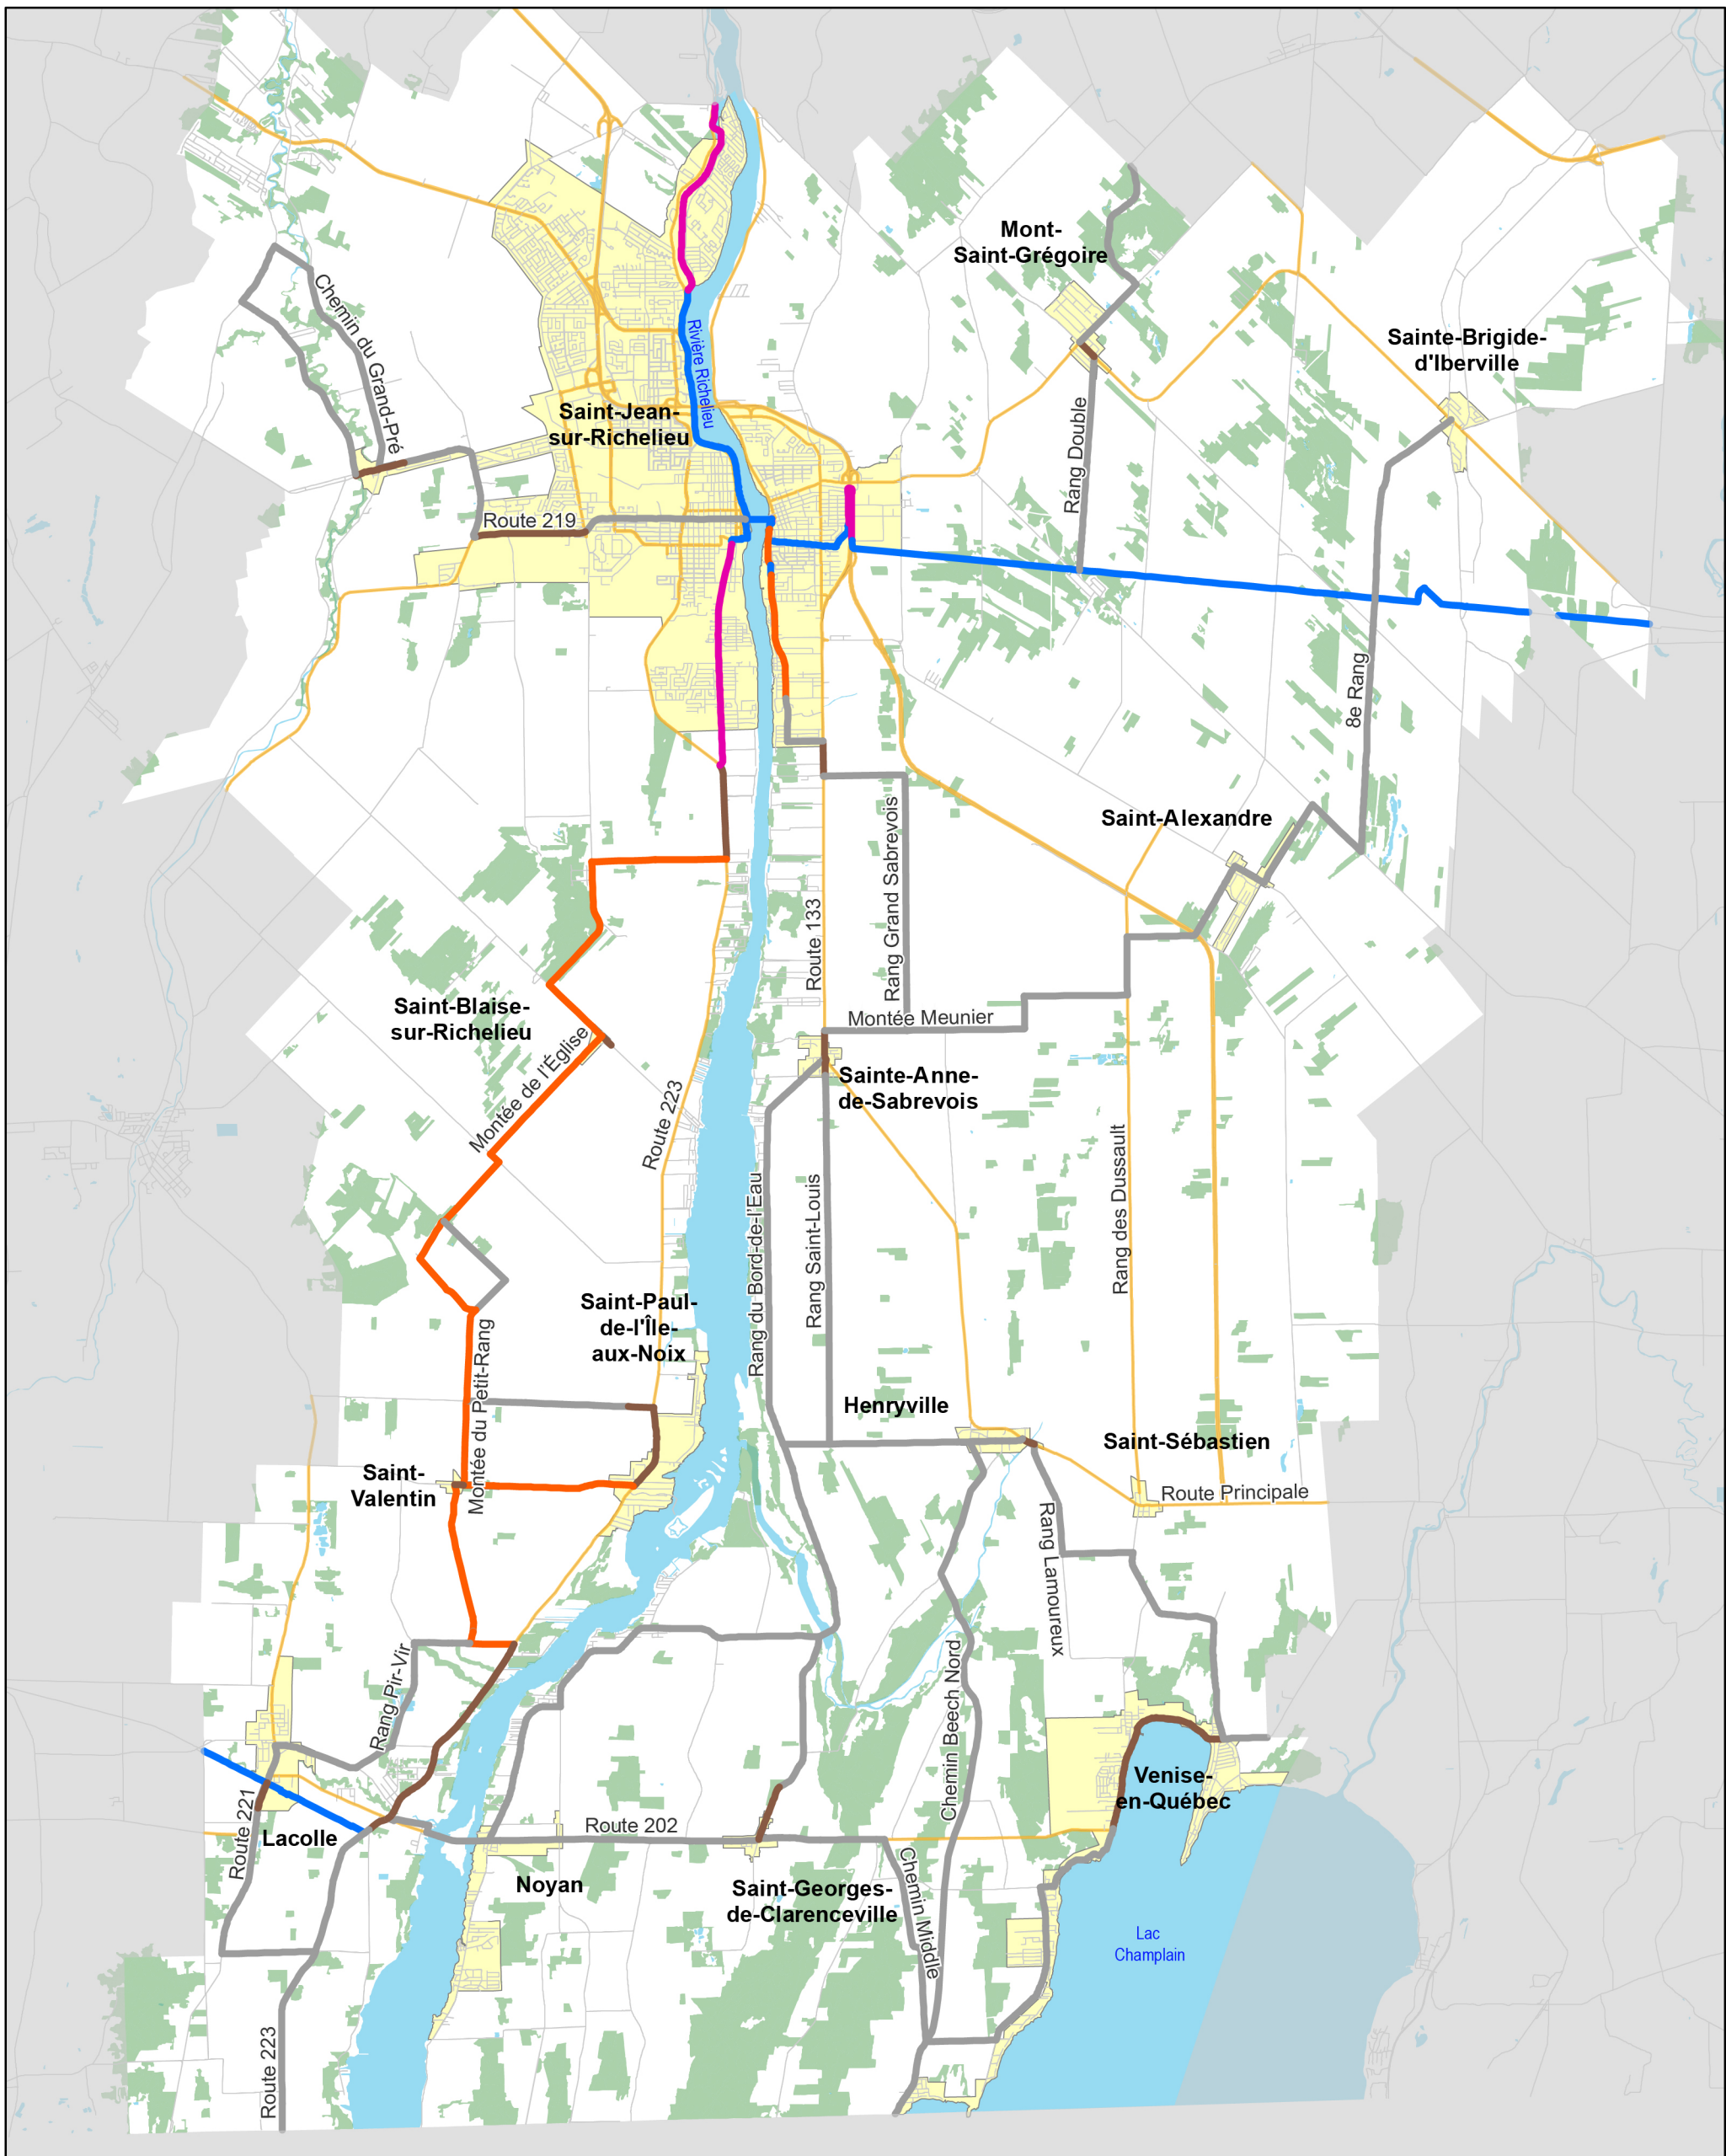 Mont-
Saint-Grégoire
Chemin du Grand-Pré
Rivière Richelieu
Sainte-Brigide-
d'Iberville
Saint-Jean-
sur-Richelieu
Rang Double
Route 219
8e Rang
Saint-Alexandre
Rang Grand Sabrevois
Route 133
Saint-Blaise-
sur-Richelieu
Montée Meunier
Montée de l'Église
Sainte-Anne-
de-Sabrevois
Route 223
Rang des Dussault
Rang du Bord-de-l'Eau
Rang Saint-Louis
Saint-Paul-
de-l'Île-
aux-Noix
Montée du Petit-Rang
Henryville
Saint-Sébastien
Saint-
Valentin
Route Principale
Rang Lamoureux
Rang Pir-Vir
Chemin Beech Nord
Venise-
en-Québec
Route 221
Lacolle
Route 202
Noyan
Saint-Georges-
de-Clarenceville
Chemin Middle
Lac
Champlain
Route 223